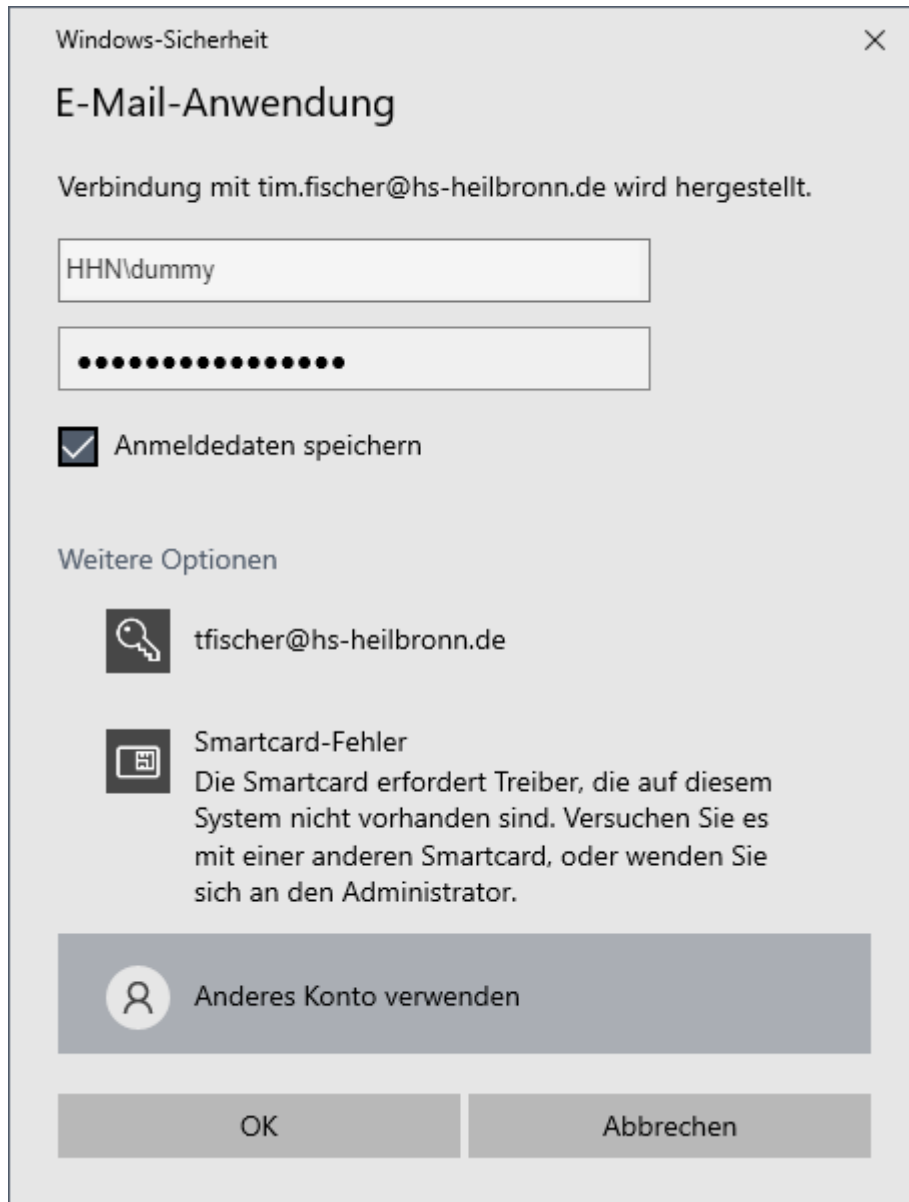 Windows-Sicherheit
E-Mail-Anwendung
Verbindung mit tim.fischer@hs-heilbronn.de wird hergestellt.
HHN\dummy
●●●●●●●●●●●●●●●●
Anmeldedaten speichern
Weitere Optionen
tfischer@hs-heilbronn.de
Smartcard-Fehler
Die Smartcard erfordert Treiber, die auf diesem
System nicht vorhanden sind. Versuchen Sie es
mit einer anderen Smartcard, oder wenden Sie
sich an den Administrator.
Anderes Konto verwenden
OK
Abbrechen